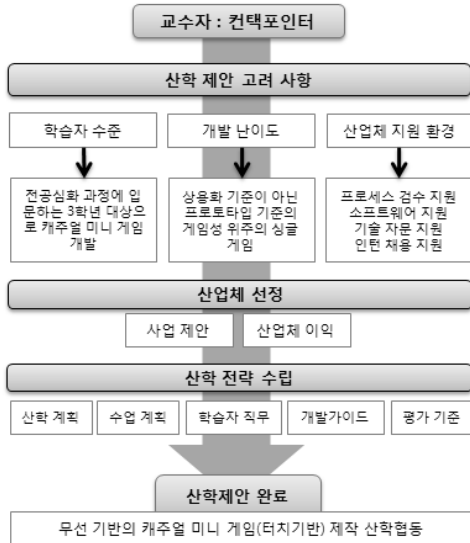 교수자 : 컨택포인터
산학 제안 고려 사항
학습자 수준
개발 난이도
산업체 지원 환경
전공심화 과정에 입
문하는 3학년 대상으
로 캐주얼 미니 게임
개발
상용화 기준이 아닌
프로토타입 기준의
게임성 위주의 싱글
게임
프로세스 검수 지원
소프트웨어 지원
기술 자문 지원
인턴 채용 지원
산업체 선정
사업 제안
산업체 이익
산학 전략 수립
산학 계획
수업 계획
학습자 직무
개발가이드
평가 기준
산학제안 완료
무선 기반의 캐주얼 미니 게임(터치기반) 제작 산학협동